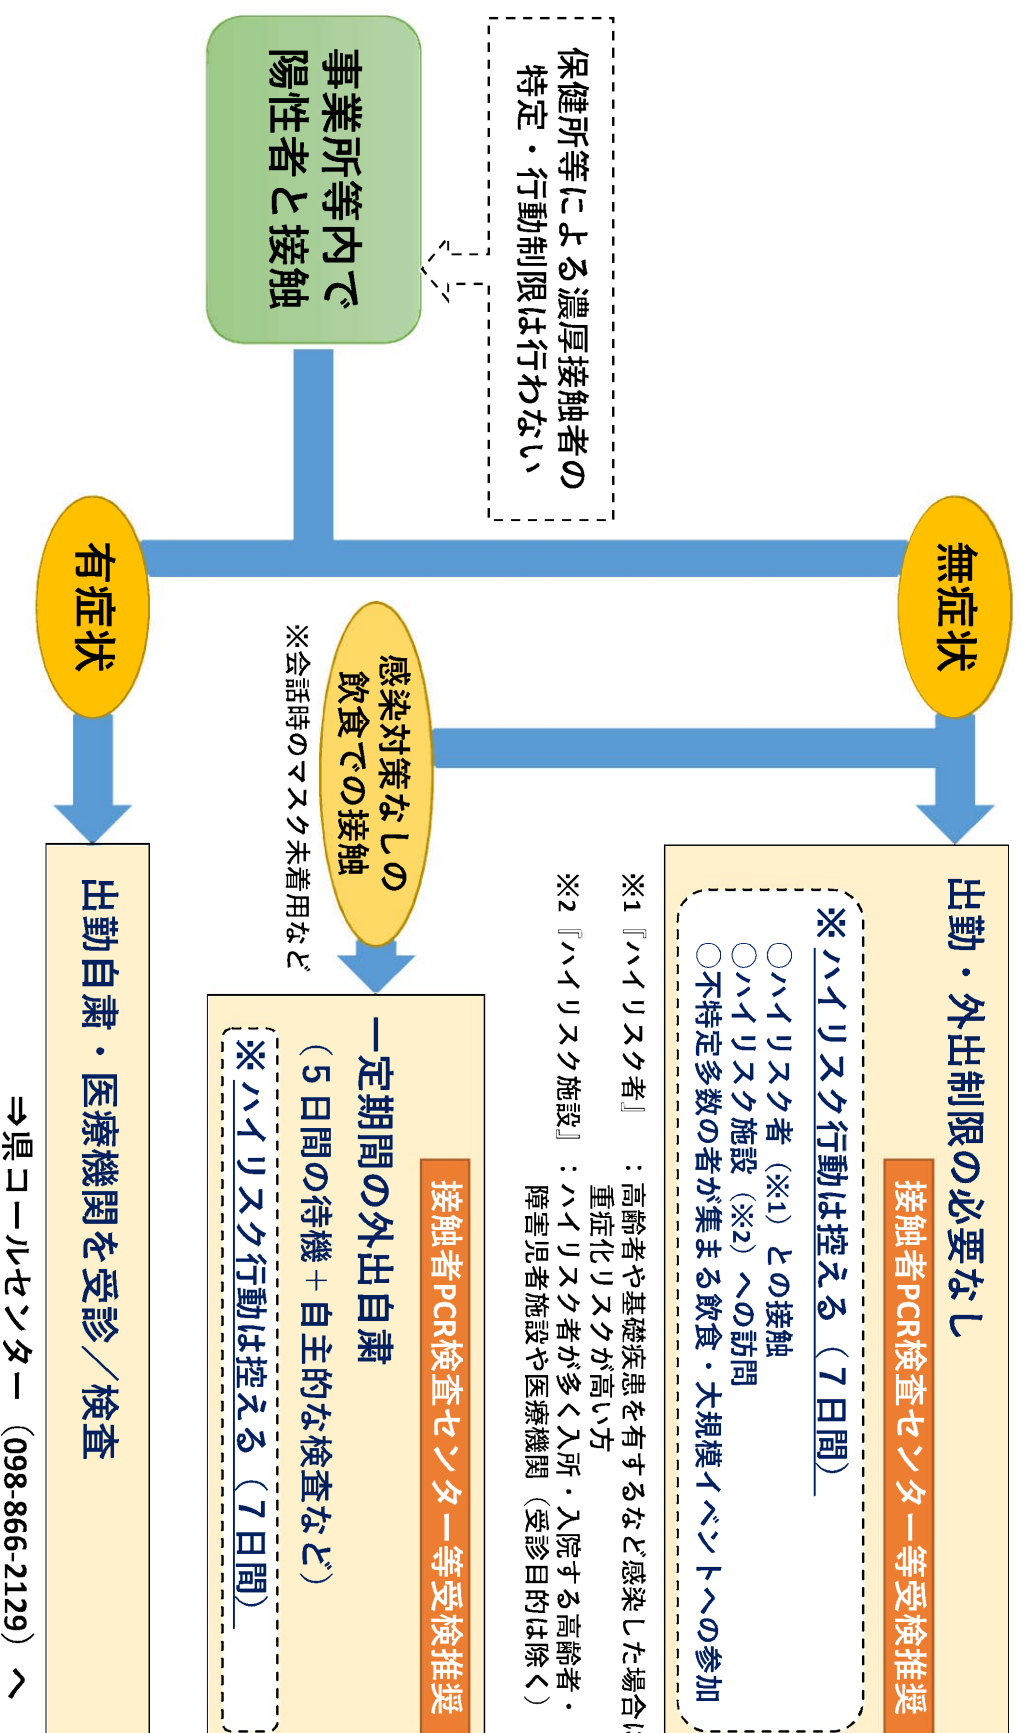 保健所等による濃厚接触者の
特定・行動制限は行わない
事業所等内で
陽性者と接触
無症状
出勤・外出制限の必要なし
接触者PCR検査センター等受検推奨
※ハイリスク行動は控える（７日間）
○ハイリスク者（※1）との接触
○ハイリスク施設（※2）への訪問
○不特定多数の者が集まる飲食・大規模イベントへの参加
※1『ハイリスク者』　：高齢者や基礎疾患を有するなど感染した場合に
重症化リスクが高い方
※2『ハイリスク施設』：ハイリスク者が多く入所・入院する高齢者・
障害児者施設や医療機関（受診目的は除く）
感染対策なしの
飲食での接触
※会話時のマスク未着用など
接触者PCR検査センター等受検推奨
一定期間の外出自粛
（５日間の待機＋自主的な検査など）
※ハイリスク行動は控える（７日間）
有症状
出勤自粛・医療機関を受診／検査
⇒県コールセンター（098-866-2129）へ